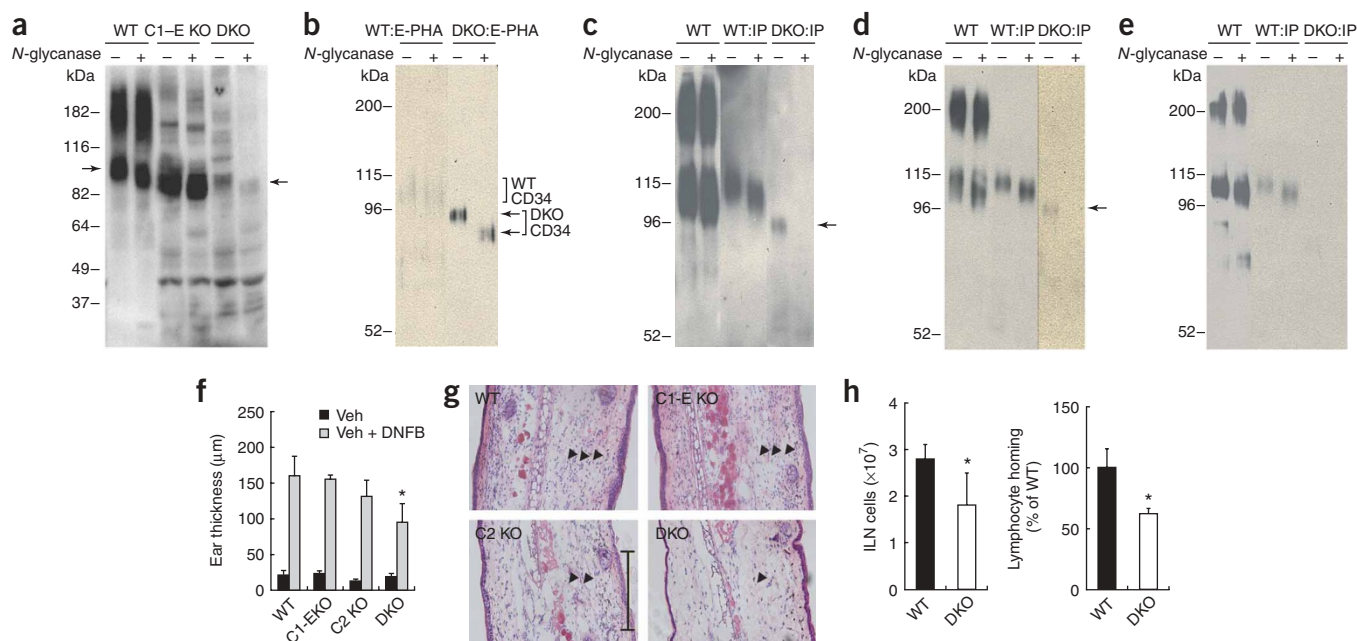 a
WT C1–E KO DKO
N-glycanase – + – + – +
kDa
182–
116–
82–
64–
49–
37–
b
WT:E-PHA DKO:E-PHA
N-glycanase – + – +
kDa
200–
115–
96–
52–
WT
CD34
DKO
CD34
c
WT WT:IP DKO:IP
N-glycanase – + – + – +
kDa
200–
115–
96–
52–
d
WT WT:IP DKO:IP
N-glycanase – + – + – +
kDa
200–
115–
96–
52–
e
WT WT:IP DKO:IP
N-glycanase – + – + – +
kDa
200–
115–
96–
52–
f
Ear thickness (μm)
250
200
150
100
50
0
Veh
Veh + DNFB
*
WT
C1-EKO
C2 KO
DKO
g
WT
C1-E KO
C2 KO
DKO
h
ILN cells (×10⁷)
4
3
2
1
0
*
WT
DKO
Lymphocyte homing
(% of WT)
150
100
50
0
*
WT
DKO